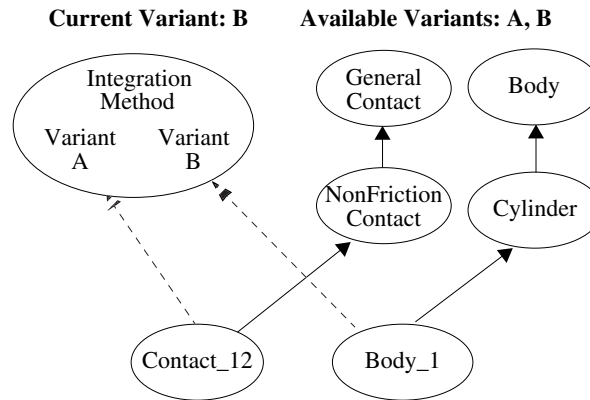 Current Variant: B    Available Variants: A, B
Integration
Method
Variant
A
Variant
B
General
Contact
Body
NonFriction
Contact
Cylinder
Contact_12
Body_1